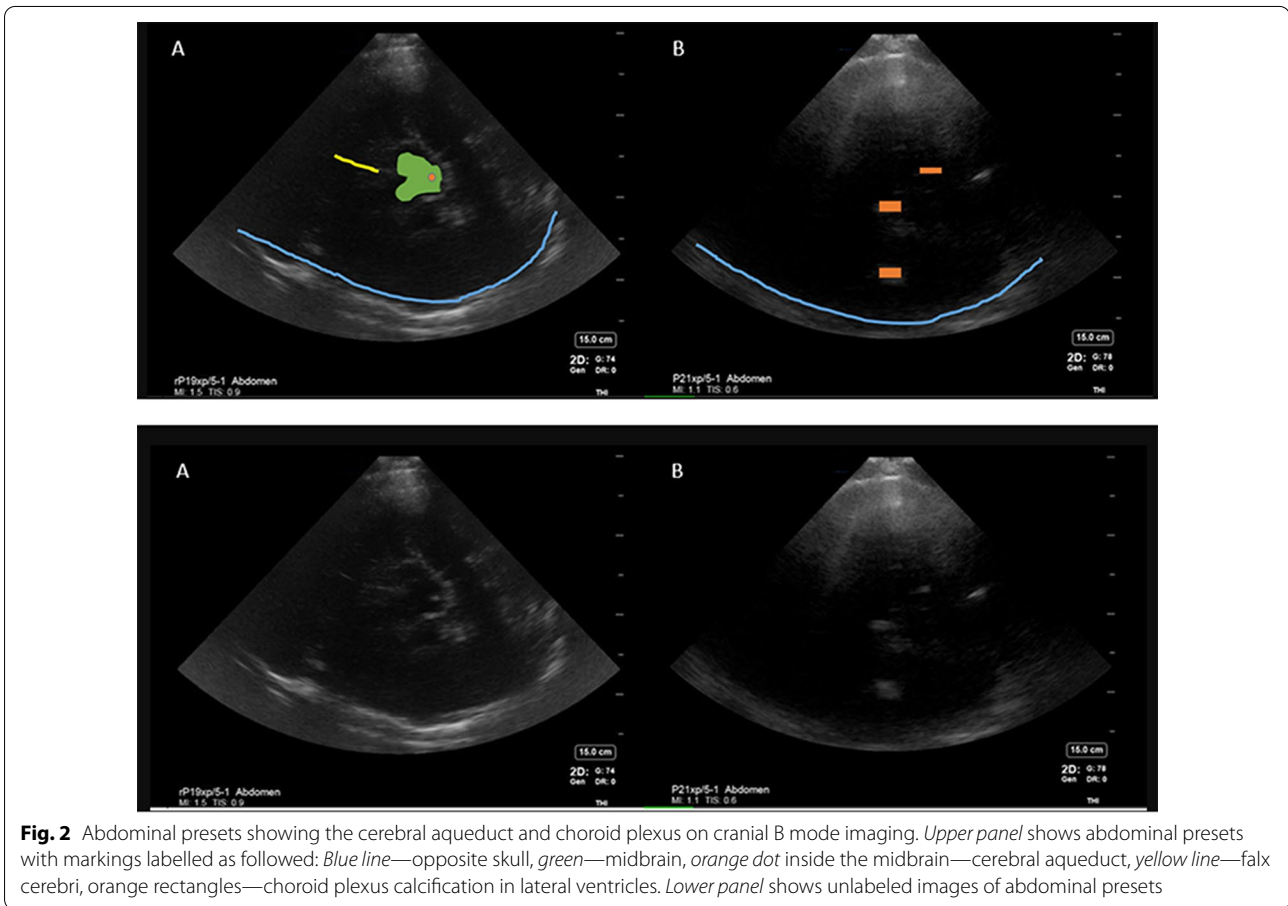 A
B
15.0 cm
2D: G: 74
Gen DR: 0
rP19xp/5-1 Abdomen
MI: 1.5 TIS: 0.9
THI
15.0 cm
2D: G: 78
Gen DR: 0
P21xp/5-1 Abdomen
MI: 1.1 TIS: 0.6
THI
A
B
15.0 cm
2D: G: 74
Gen DR: 0
rP19xp/5-1 Abdomen
MI: 1.5 TIS: 0.9
THI
15.0 cm
2D: G: 78
Gen DR: 0
P21xp/5-1 Abdomen
MI: 1.1 TIS: 0.6
THI
Fig. 2 Abdominal presets showing the cerebral aqueduct and choroid plexus on cranial B mode imaging. Upper panel shows abdominal presets
with markings labelled as followed: Blue line—opposite skull, green—midbrain, orange dot inside the midbrain—cerebral aqueduct, yellow line—falx
cerebri, orange rectangles—choroid plexus calcification in lateral ventricles. Lower panel shows unlabeled images of abdominal presets